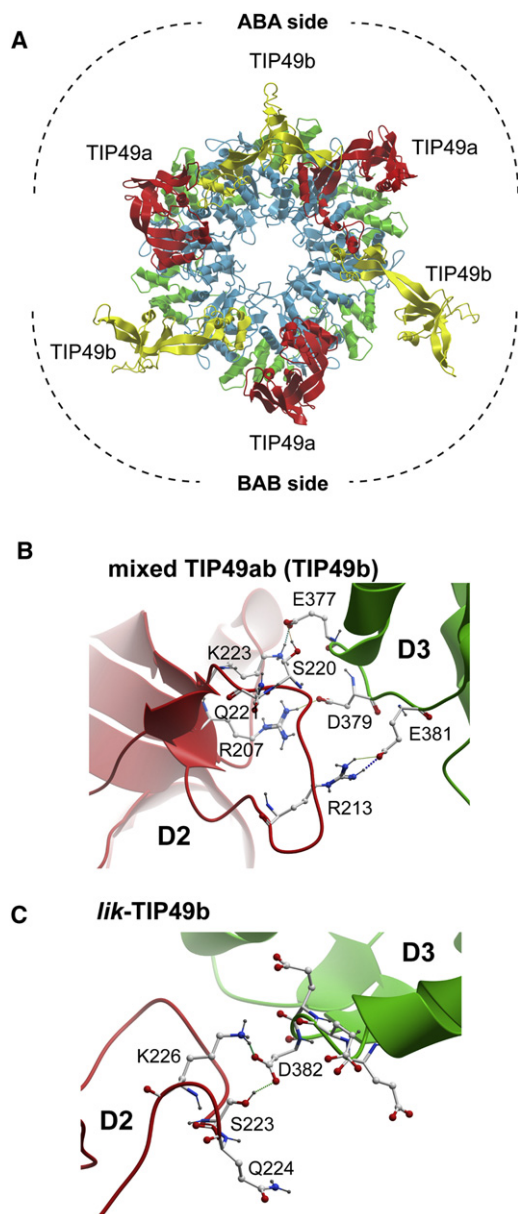 A
ABA side
TIP49b
TIP49a
TIP49a
TIP49b
TIP49b
TIP49a
BAB side
B
mixed TIP49ab (TIP49b)
E377
D3
K223
S220
Q22
D379
E381
R207
R213
D2
C
lik-TIP49b
D3
K226
D382
D2
S223
Q224